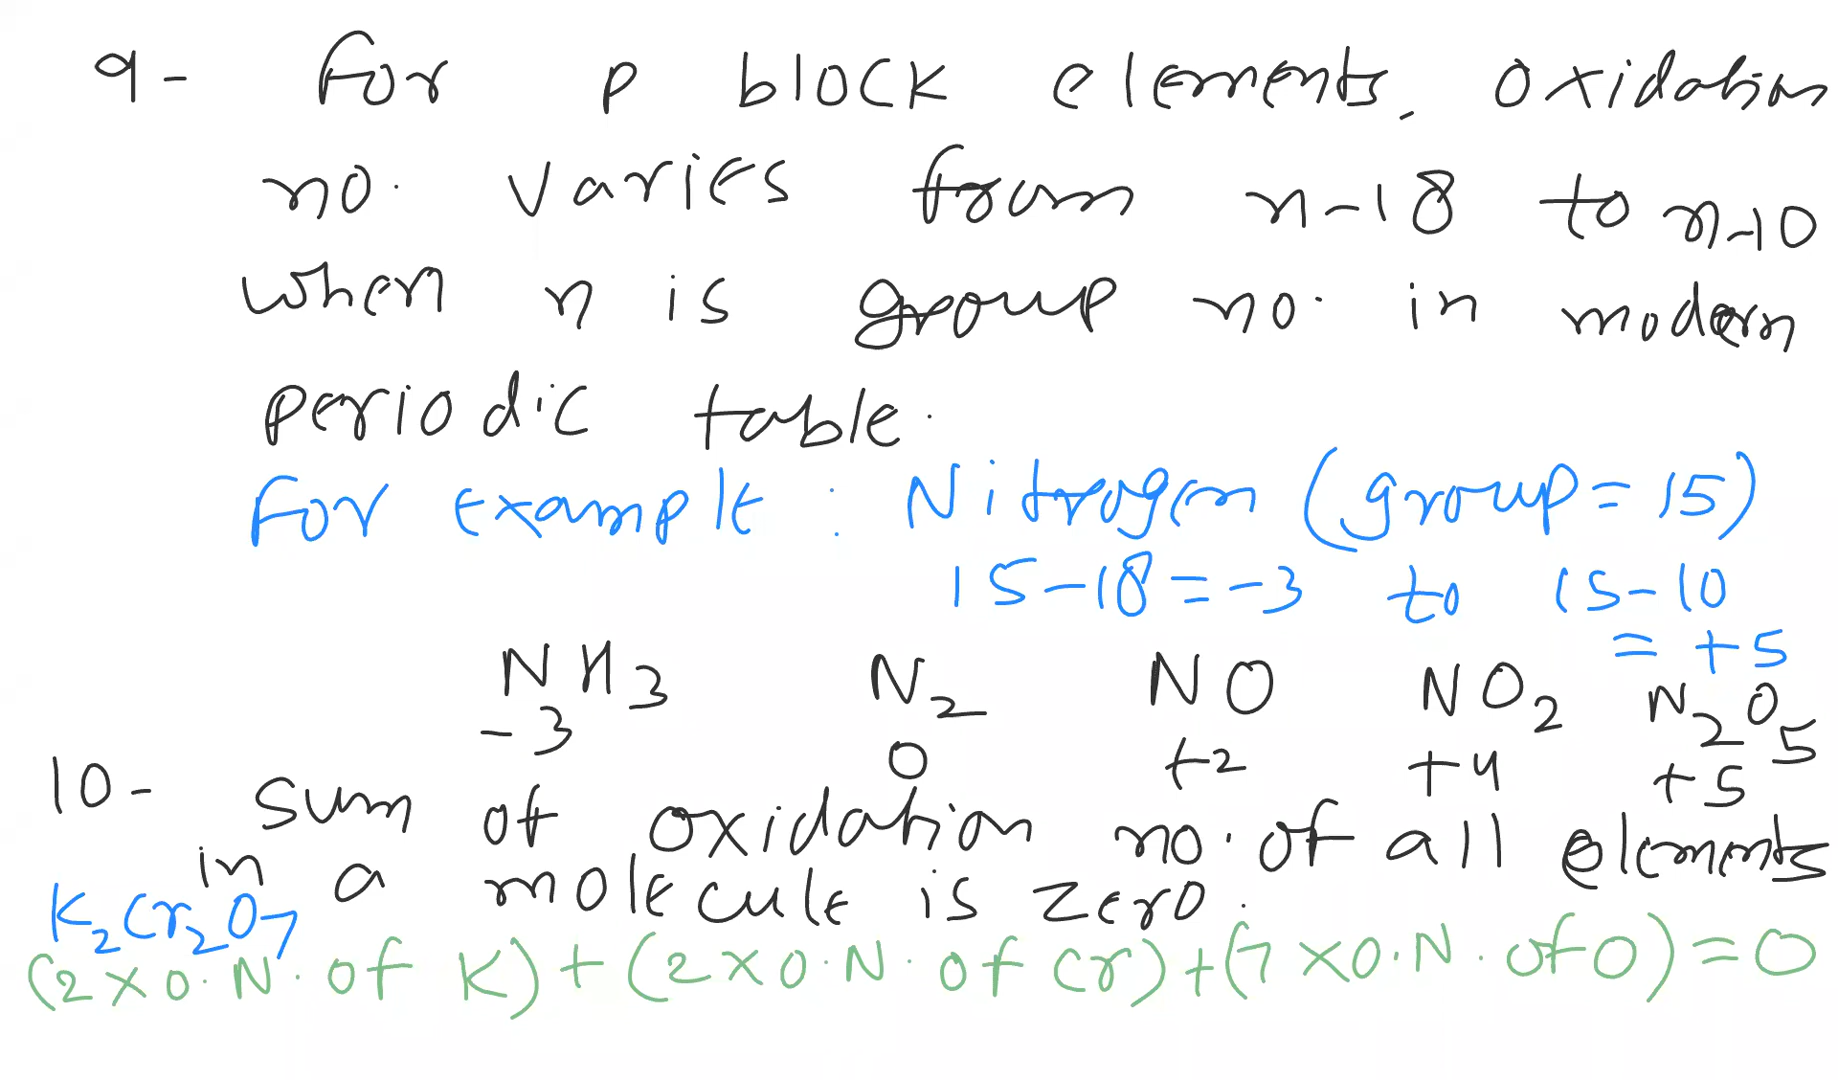 9- For p block elements, oxidation
no. varies from n-18 to n-10
when n is group no. in modern
periodic table.
For example : Nitrogen (group = 15)
15-18 = -3 to 15-10
= +5
NH3 N2 NO NO2 N2O5
-3 0 +2 +4 +5
10- sum of oxidation no. of all elements
in a molecule is zero.
K2Cr2O7
(2 x O.N. of K) + (2 x O.N. of Cr) + (7 x O.N. of O) = 0